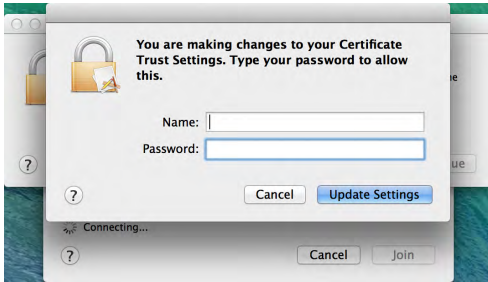 You are making changes to your Certificate
Trust Settings. Type your password to allow
this.
Name:
Password:
?
Cancel
Update Settings
?
ue
Connecting...
?
Cancel
Join